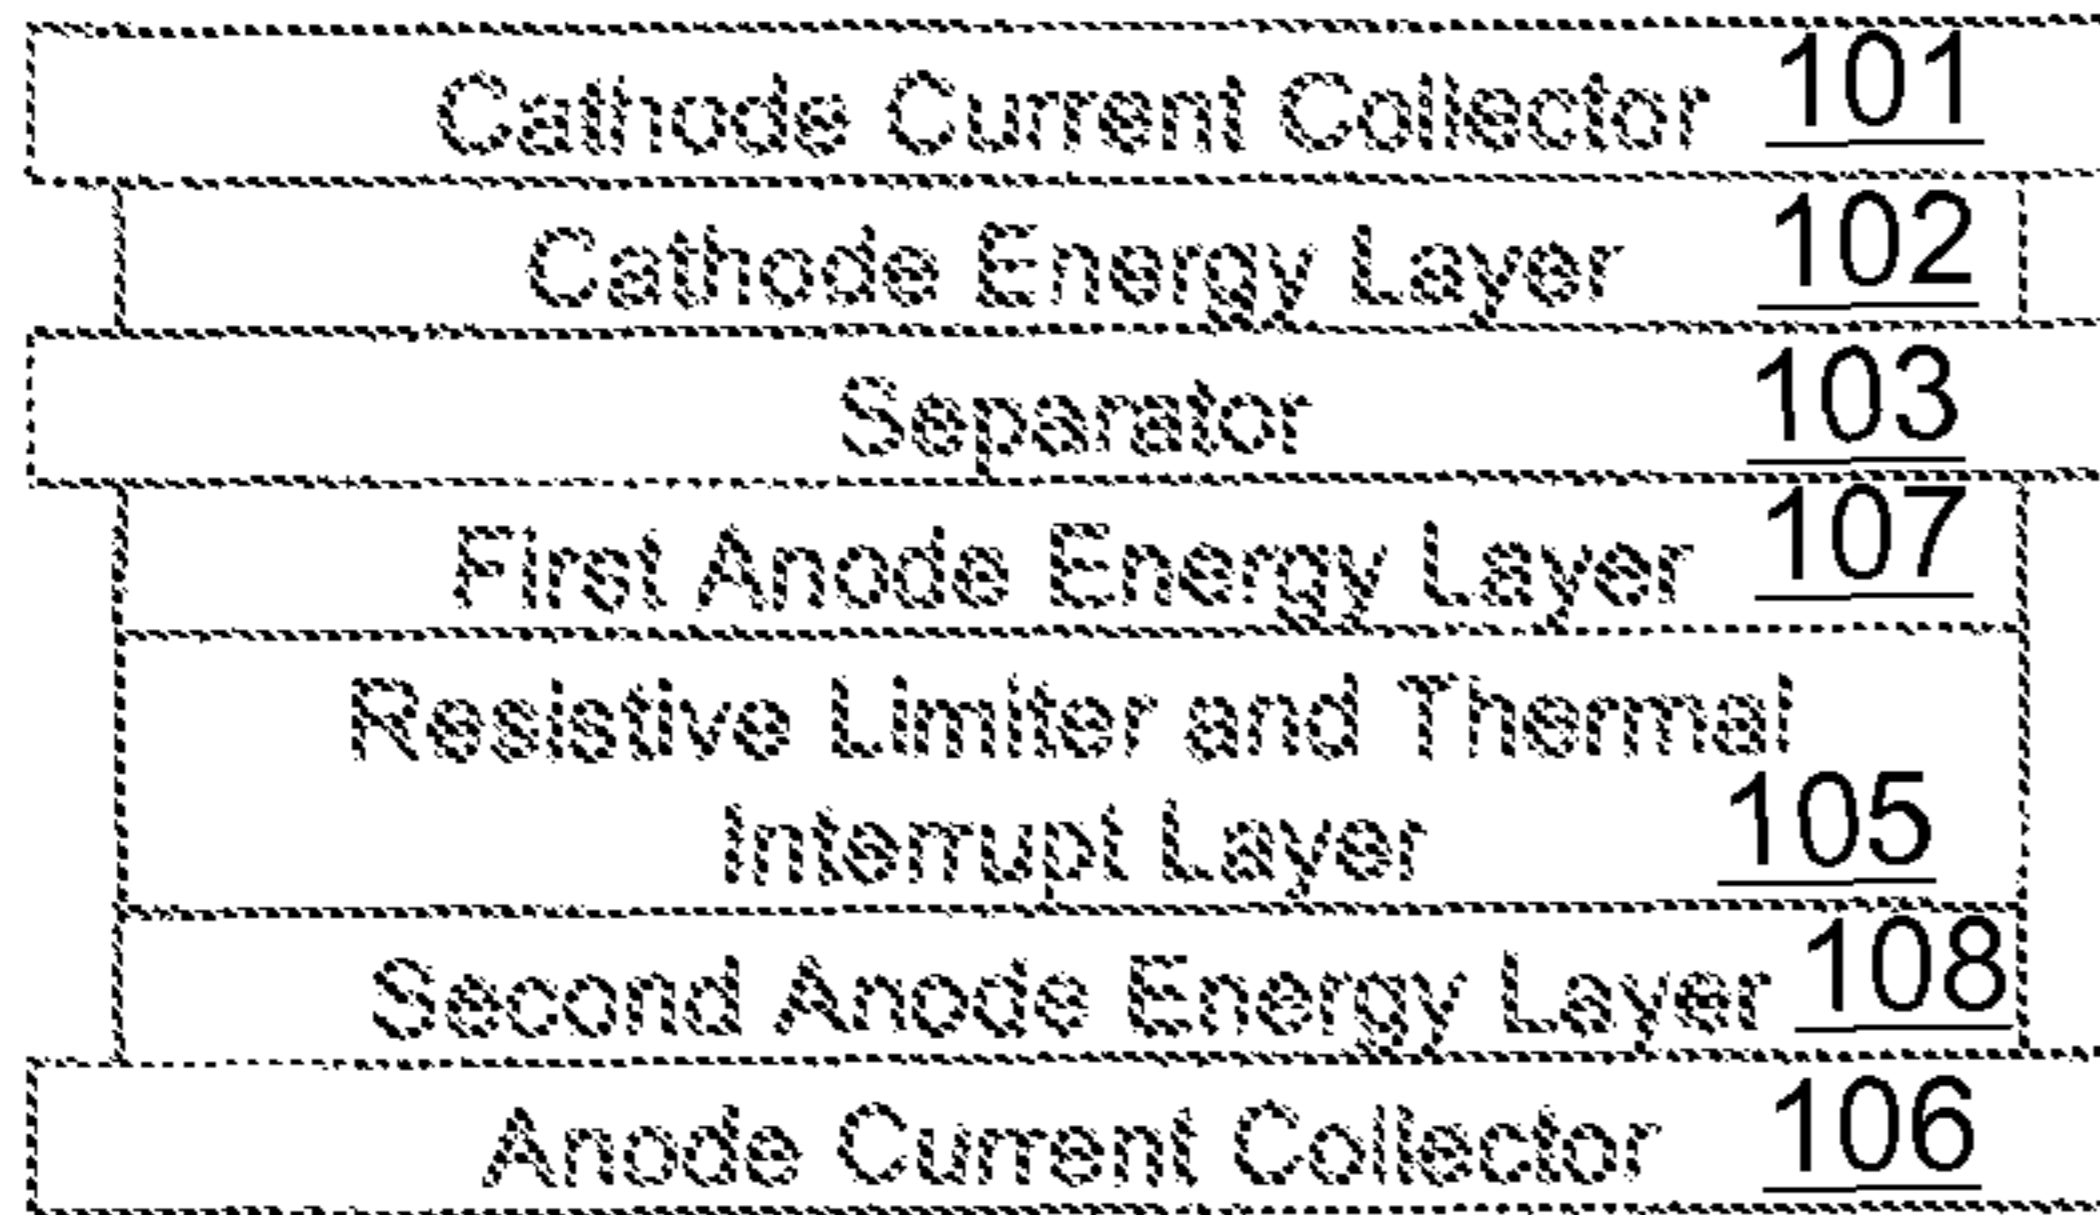 Cathode Current Collector 101
Cathode Energy Layer 102
Separator 103
First Anode Energy Layer 107
Resistive Limiter and Thermal
Interrupt Layer 105
Second Anode Energy Layer 108
Anode Current Collector 106